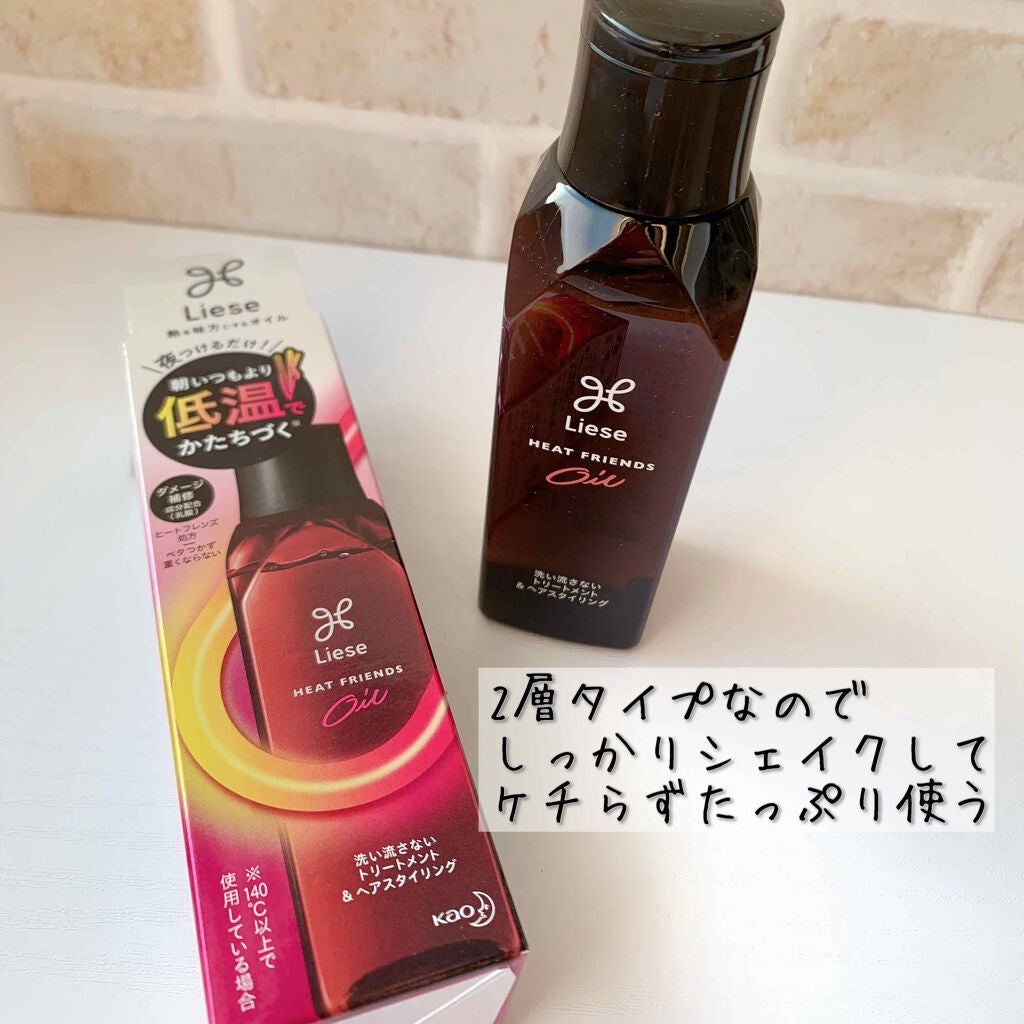 Liese
熱を味方にするオイル
夜つけるだけ!
朝いつもより
低温で
かたちづく※
ダメージ
補修
成分配合
(乳酸)
ヒートフレンズ
処方
ベタつかず
重くならない
Liese
HEAT FRIENDS
Oil
洗い流さない
トリートメント
&ヘアスタイリング
Kao
※140℃以上で
使用している場合
Liese
HEAT FRIENDS
Oil
洗い流さない
トリートメント
&ヘアスタイリング
2層タイプなので
しっかりシェイクして
ケチらずたっぷり使う